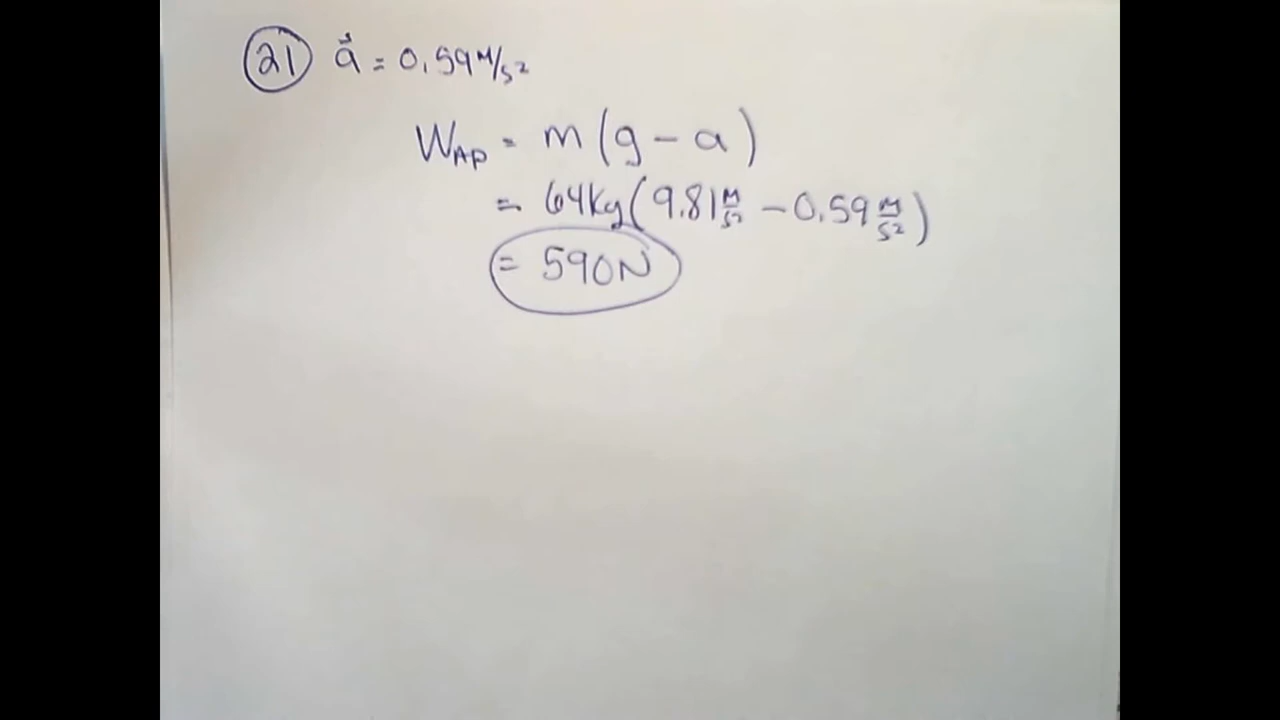 21 a⃗ = 0.59 M/s²
W_AP = m(g - a)
= 64Kg(9.81 M/s² - 0.59 M/s²)
= 590N